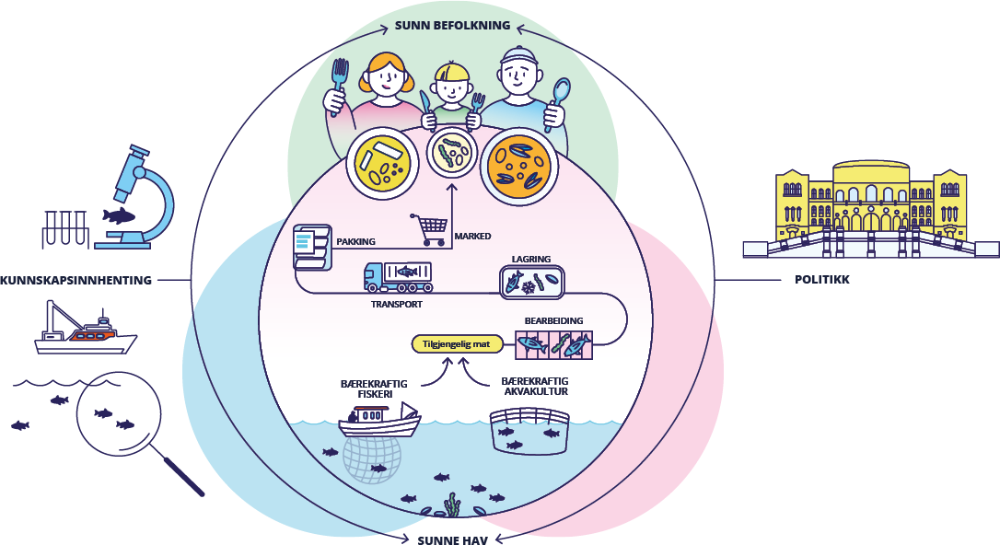 SUNN BEFOLKNING
PAKKING
MARKED
LAGRING
KUNNSKAPSINNHENTING
POLITIKK
TRANSPORT
BEARBEIDING
Tilgjengelig mat
BÆREKRAFTIG
FISKERI
BÆREKRAFTIG
AKVAKULTUR
SUNNE HAV